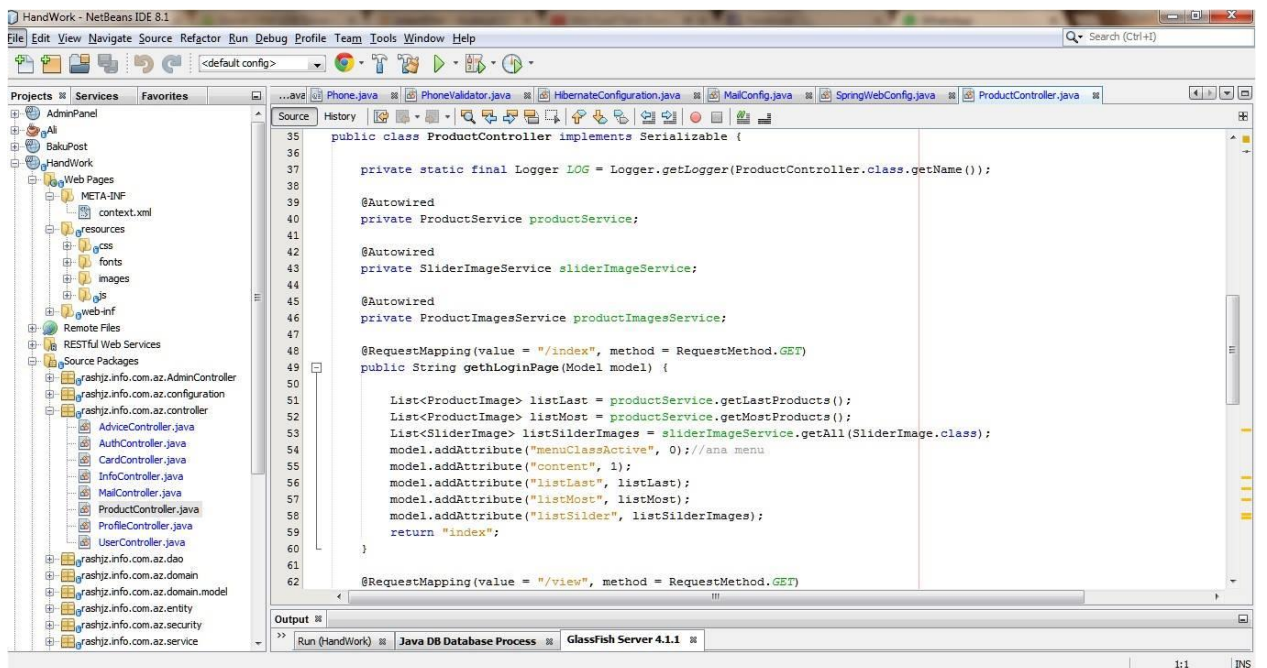 HandWork - NetBeans IDE 8.1
File Edit View Navigate Source Refactor Run Debug Profile Team Tools Window Help
Search (Ctrl+I)
<default config>
Projects Services Favorites
AdminPanel
Ali
BakuPost
HandWork
Web Pages
META-INF
context.xml
resources
css
fonts
images
js
web-inf
Remote Files
RESTful Web Services
Source Packages
rashjz.info.com.az.AdminController
rashjz.info.com.az.configuration
rashjz.info.com.az.controller
AdviceController.java
AuthController.java
CardController.java
InfoController.java
MailController.java
ProductController.java
ProfileController.java
UserController.java
rashjz.info.com.az.dao
rashjz.info.com.az.domain
rashjz.info.com.az.domain.model
rashjz.info.com.az.entity
rashjz.info.com.az.security
rashjz.info.com.az.service
...ava Phone.java PhoneValidator.java HibernateConfiguration.java MailConfig.java SpringWebConfig.java ProductController.java
Source History
35 public class ProductController implements Serializable {
36
37 private static final Logger LOG = Logger.getLogger(ProductController.class.getName());
38
39 @Autowired
40 private ProductService productService;
41
42 @Autowired
43 private SliderImageService sliderImageService;
44
45 @Autowired
46 private ProductImagesService productImagesService;
47
48 @RequestMapping(value = "/index", method = RequestMethod.GET)
49 public String gethLoginPage(Model model) {
50
51 List<ProductImage> listLast = productService.getLastProducts();
52 List<ProductImage> listMost = productService.getMostProducts();
53 List<SliderImage> listSilderImages = sliderImageService.getAll(SliderImage.class);
54 model.addAttribute("menuClassActive", 0);//ana menu
55 model.addAttribute("content", 1);
56 model.addAttribute("listLast", listLast);
57 model.addAttribute("listMost", listMost);
58 model.addAttribute("listSilder", listSilderImages);
59 return "index";
60 }
61
62 @RequestMapping(value = "/view", method = RequestMethod.GET)
Output
Run (HandWork) Java DB Database Process GlassFish Server 4.1.1
1:1 INS